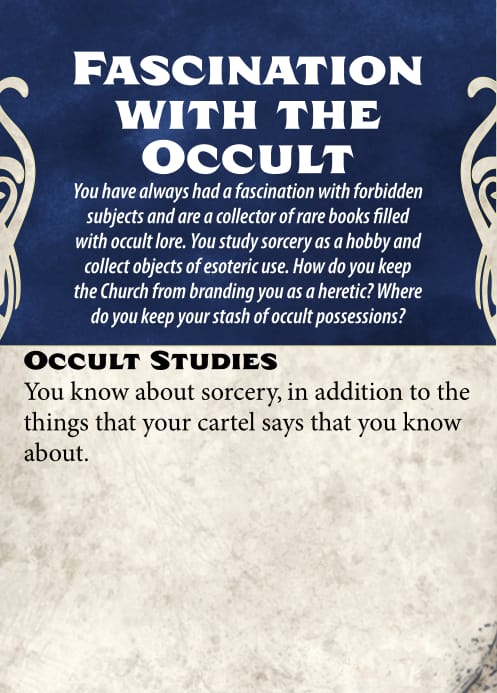 Fascination
with the
Occult
You have always had a fascination with forbidden
subjects and are a collector of rare books filled
with occult lore. You study sorcery as a hobby and
collect objects of esoteric use. How do you keep
the Church from branding you as a heretic? Where
do you keep your stash of occult possessions?
Occult Studies
You know about sorcery, in addition to the
things that your cartel says that you know
about.